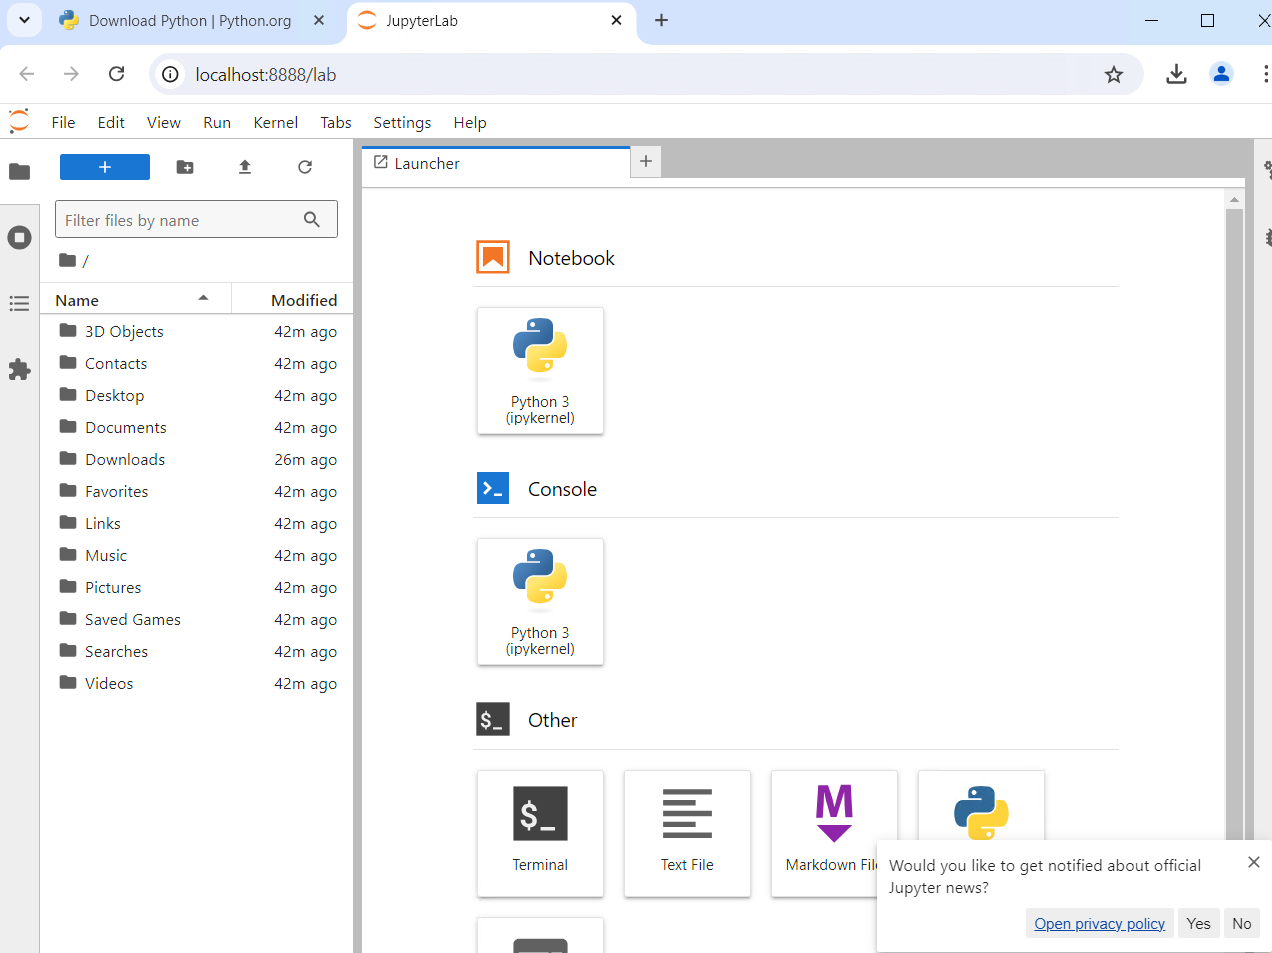 Download Python | Python.org
JupyterLab
localhost:8888/lab
File Edit View Run Kernel Tabs Settings Help
Launcher
Filter files by name
/
Name Modified
3D Objects 42m ago
Contacts 42m ago
Desktop 42m ago
Documents 42m ago
Downloads 26m ago
Favorites 42m ago
Links 42m ago
Music 42m ago
Pictures 42m ago
Saved Games 42m ago
Searches 42m ago
Videos 42m ago
Notebook
Python 3
(ipykernel)
Console
Python 3
(ipykernel)
$_ Other
$_
M
Terminal Text File Markdown File
Would you like to get notified about official
Jupyter news?
Open privacy policy Yes No